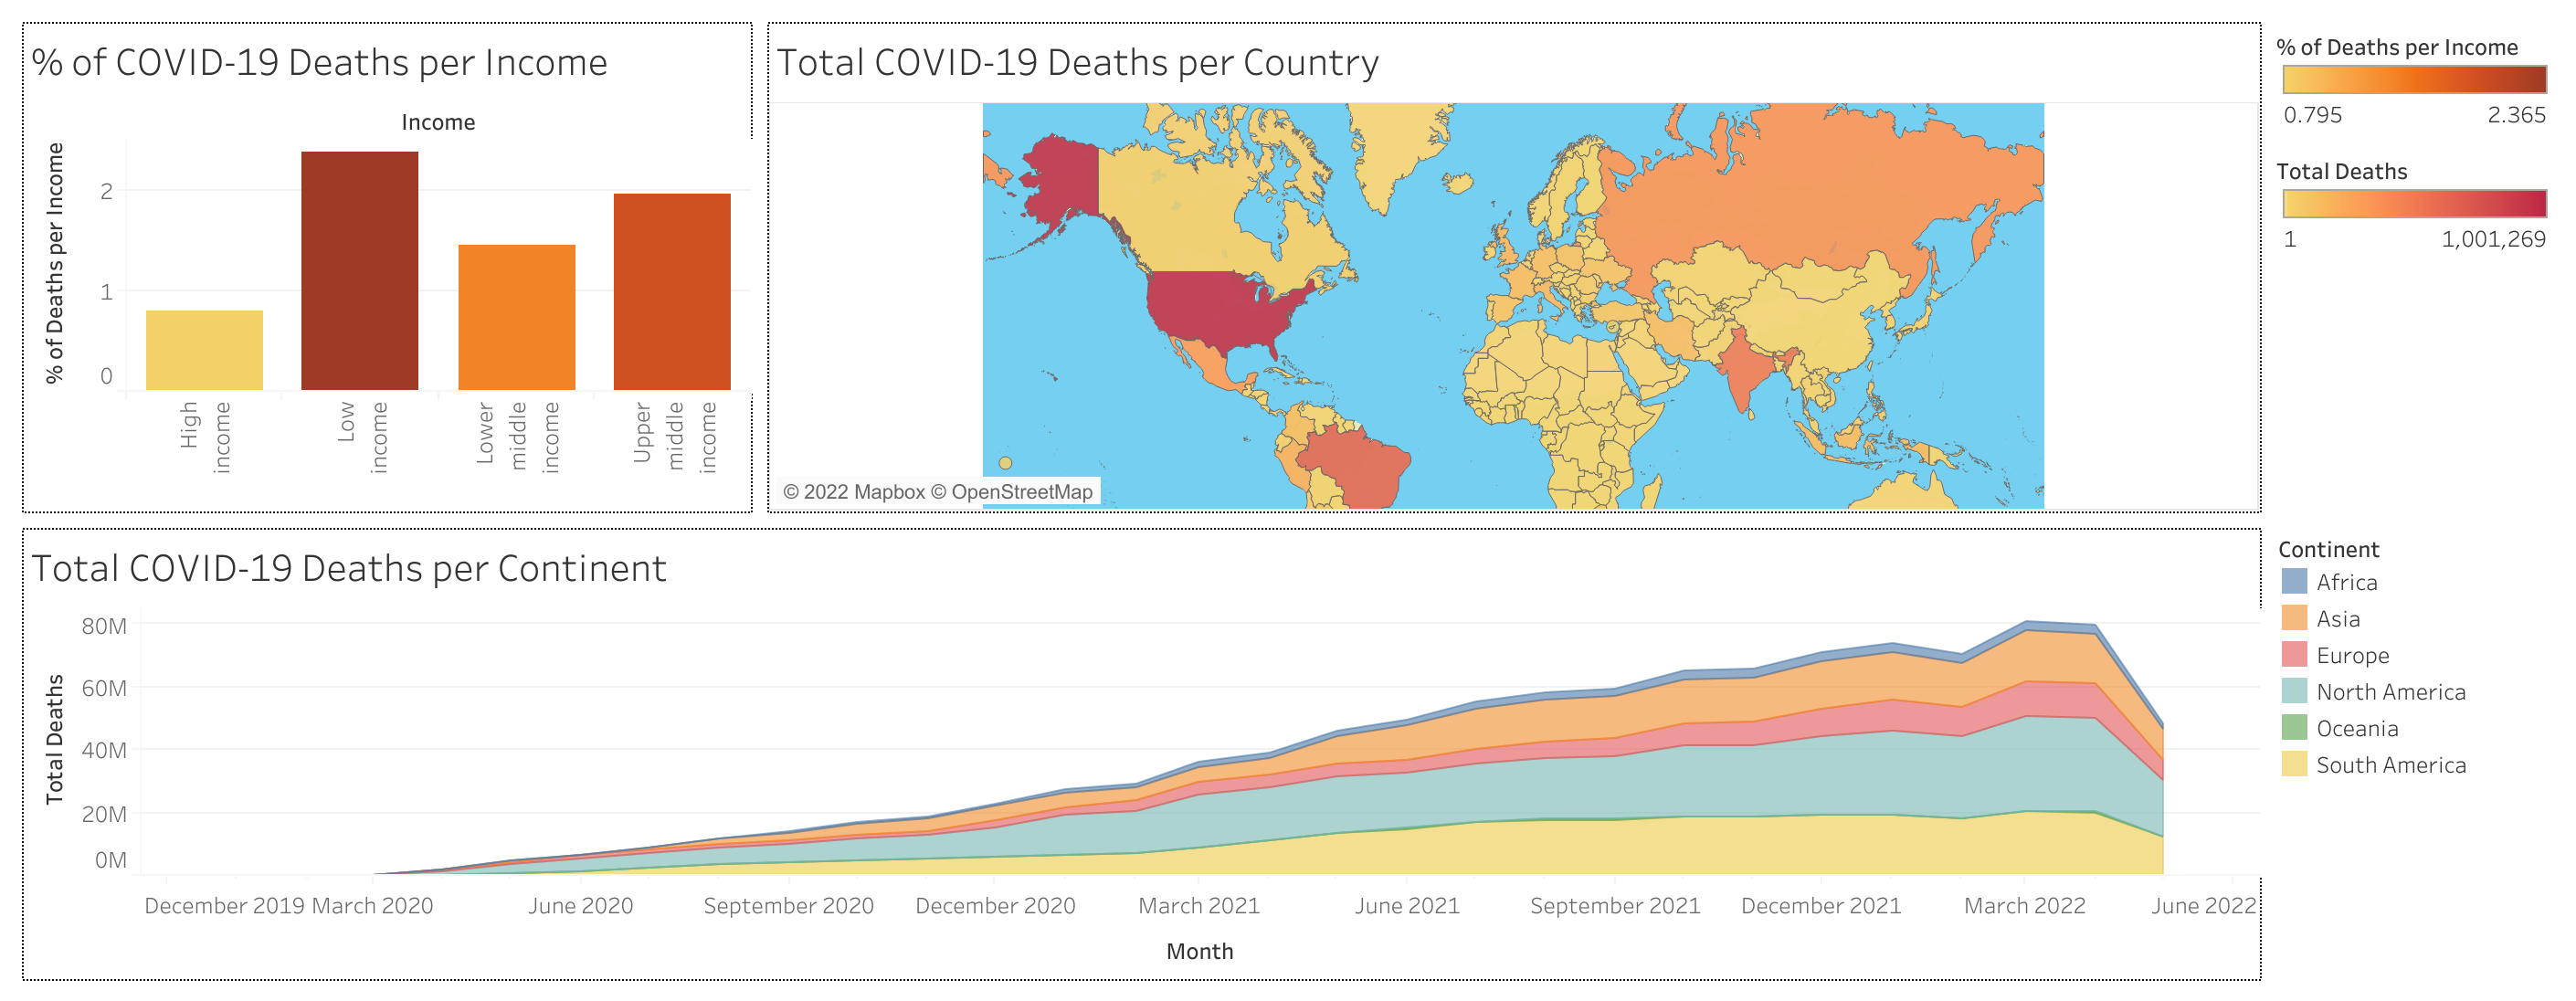 % of COVID-19 Deaths per Income
Income
% of Deaths per Income
2
1
0
High income
Low income
Lower middle income
Upper middle income
Total COVID-19 Deaths per Country
© 2022 Mapbox © OpenStreetMap
% of Deaths per Income
0.795 2.365
Total Deaths
1 1,001,269
Total COVID-19 Deaths per Continent
Total Deaths
80M
60M
40M
20M
0M
December 2019 March 2020 June 2020 September 2020 December 2020 March 2021 June 2021 September 2021 December 2021 March 2022 June 2022
Month
Continent
Africa
Asia
Europe
North America
Oceania
South America